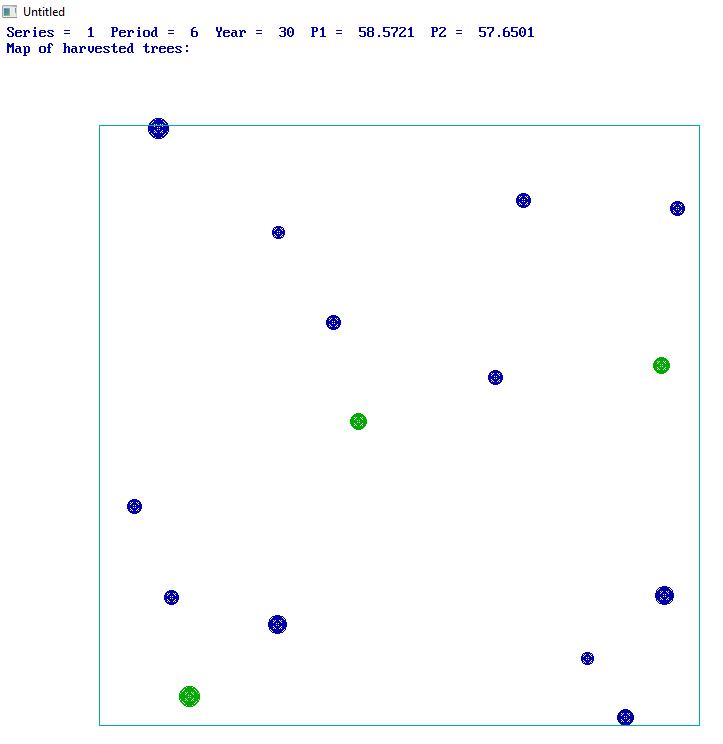 Untitled
Series =  1  Period =  6  Year =  30  P1 =  58.5721  P2 =  57.6501
Map of harvested trees: